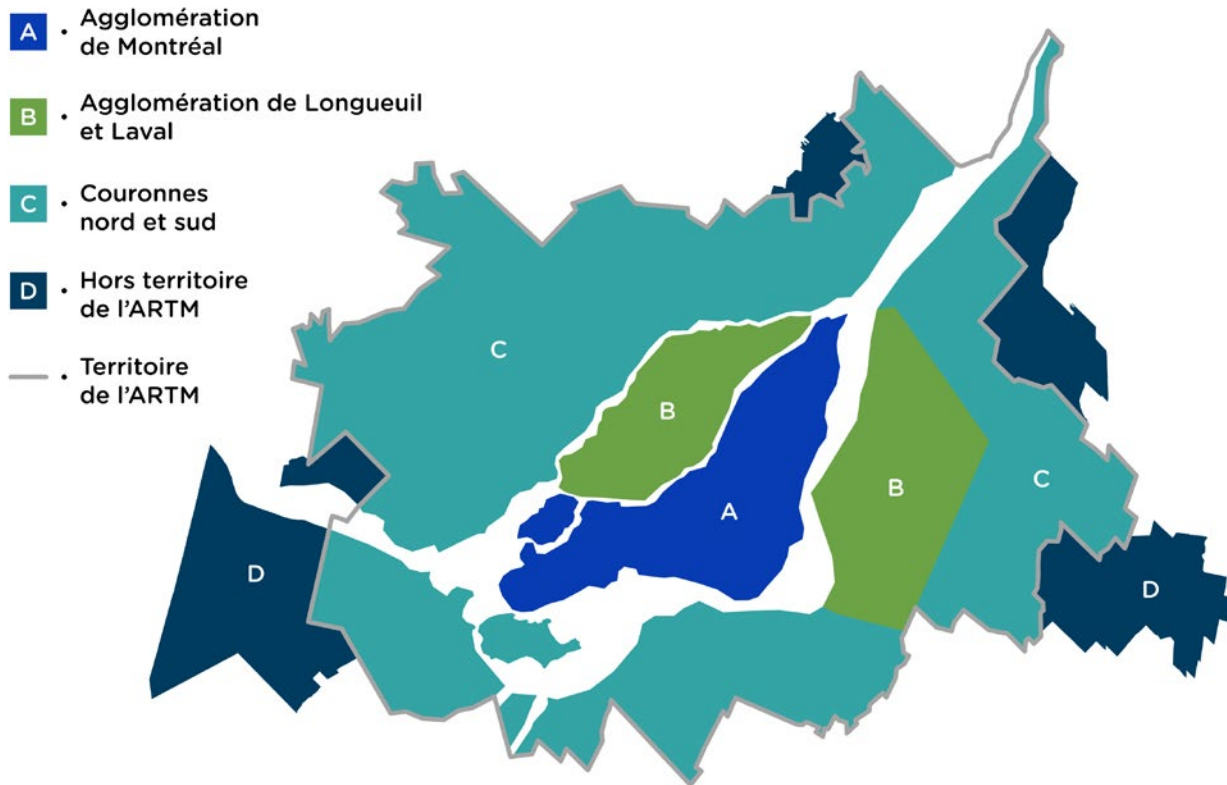 A • Agglomération
de Montréal
B • Agglomération de Longueuil
et Laval
C • Couronnes
nord et sud
D • Hors territoire
de l'ARTM
• Territoire
de l'ARTM
C
B
A
B
C
D
D